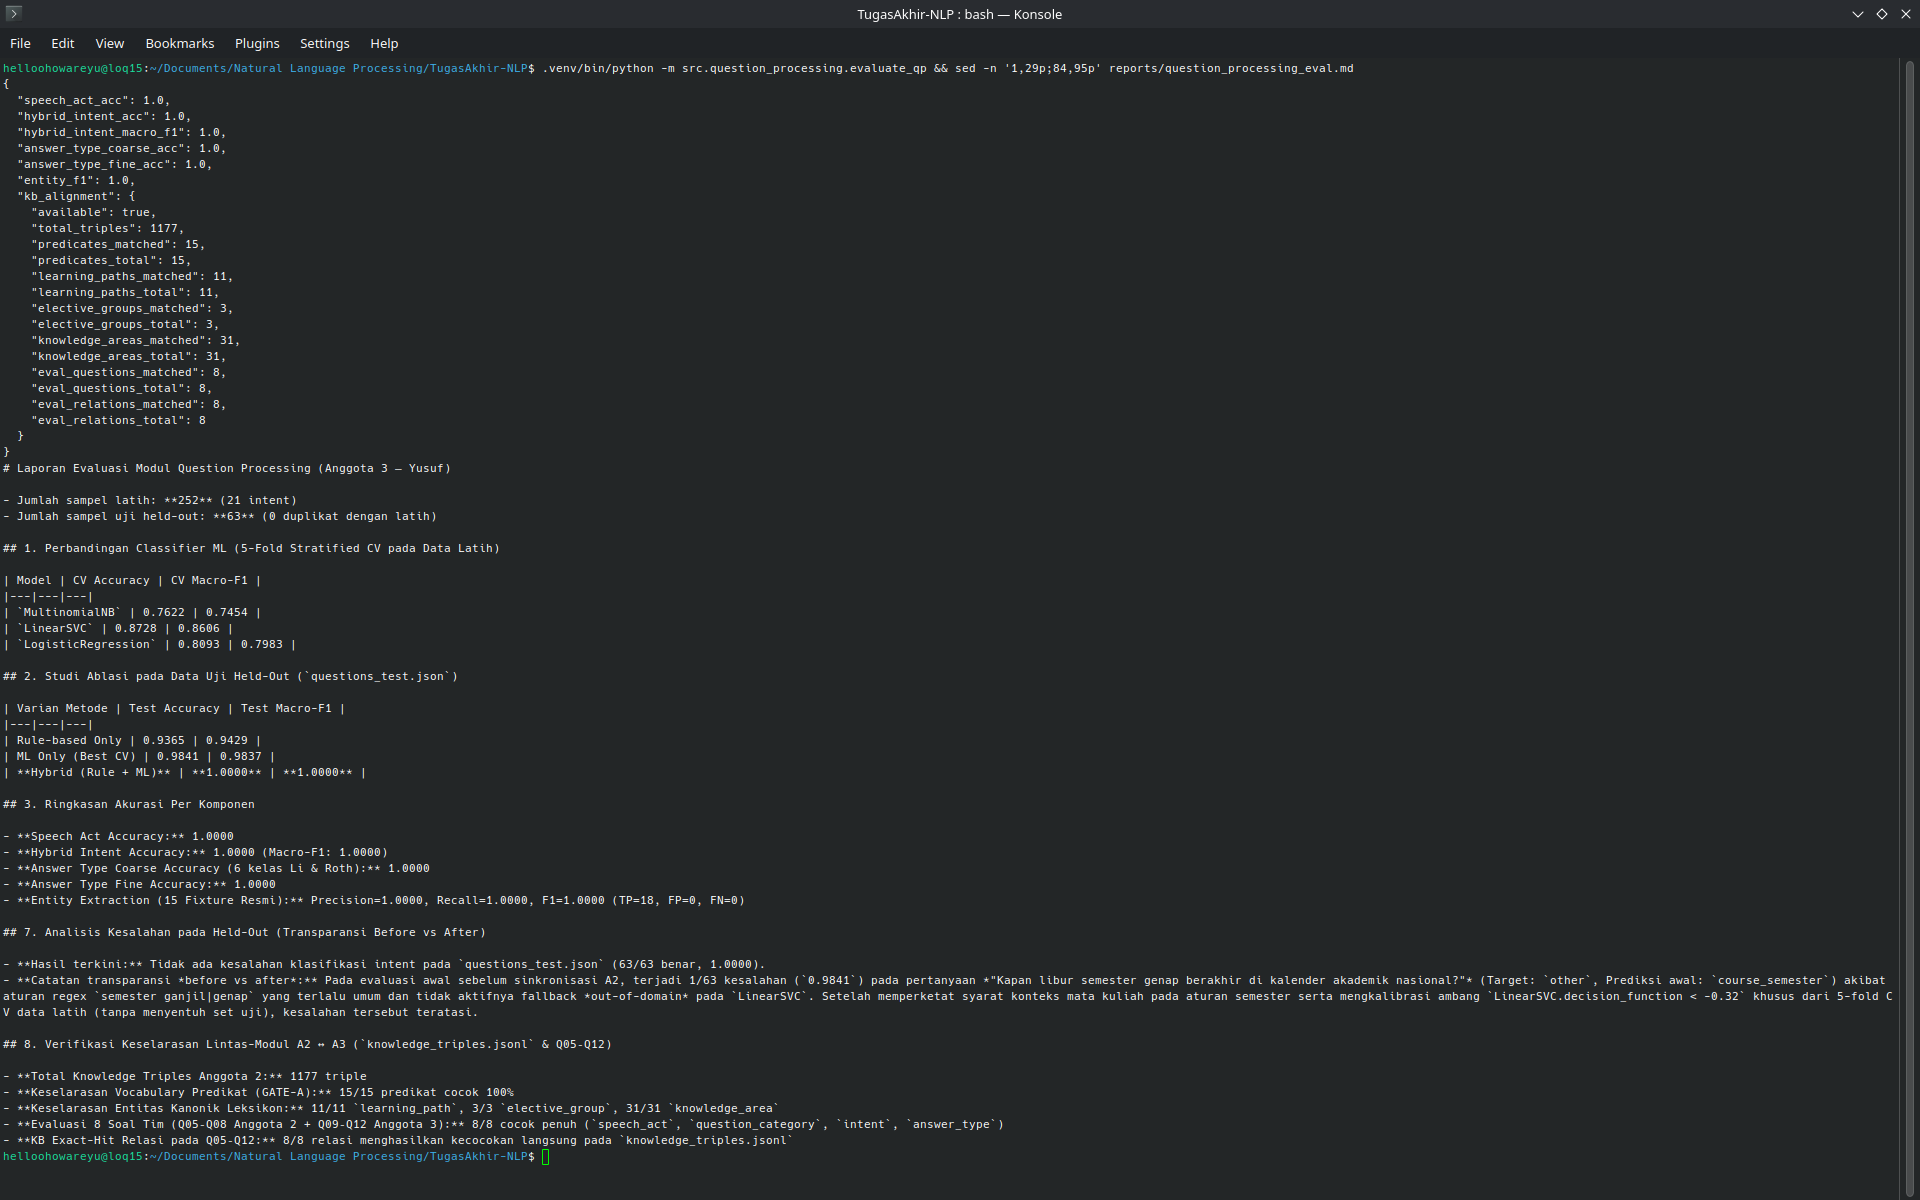 TugasAkhir-NLP : bash — Konsole
File Edit View Bookmarks Plugins Settings Help
helloohowareyu@loq15:~/Documents/Natural Language Processing/TugasAkhir-NLP$ .venv/bin/python -m src.question_processing.evaluate_qp && sed -n '1,29p;84,95p' reports/question_processing_eval.md
{
  "speech_act_acc": 1.0,
  "hybrid_intent_acc": 1.0,
  "hybrid_intent_macro_f1": 1.0,
  "answer_type_coarse_acc": 1.0,
  "answer_type_fine_acc": 1.0,
  "entity_f1": 1.0,
  "kb_alignment": {
    "available": true,
    "total_triples": 1177,
    "predicates_matched": 15,
    "predicates_total": 15,
    "learning_paths_matched": 11,
    "learning_paths_total": 11,
    "elective_groups_matched": 3,
    "elective_groups_total": 3,
    "knowledge_areas_matched": 31,
    "knowledge_areas_total": 31,
    "eval_questions_matched": 8,
    "eval_questions_total": 8,
    "eval_relations_matched": 8,
    "eval_relations_total": 8
  }
}
# Laporan Evaluasi Modul Question Processing (Anggota 3 — Yusuf)
- Jumlah sampel latih: **252** (21 intent)
- Jumlah sampel uji held-out: **63** (0 duplikat dengan latih)
## 1. Perbandingan Classifier ML (5-Fold Stratified CV pada Data Latih)
| Model | CV Accuracy | CV Macro-F1 |
|---|---|---|
| `MultinomialNB` | 0.7622 | 0.7454 |
| `LinearSVC` | 0.8728 | 0.8606 |
| `LogisticRegression` | 0.8093 | 0.7983 |
## 2. Studi Ablasi pada Data Uji Held-Out (`questions_test.json`)
| Varian Metode | Test Accuracy | Test Macro-F1 |
|---|---|---|
| Rule-based Only | 0.9365 | 0.9429 |
| ML Only (Best CV) | 0.9841 | 0.9837 |
| **Hybrid (Rule + ML)** | **1.0000** | **1.0000** |
## 3. Ringkasan Akurasi Per Komponen
- **Speech Act Accuracy:** 1.0000
- **Hybrid Intent Accuracy:** 1.0000 (Macro-F1: 1.0000)
- **Answer Type Coarse Accuracy (6 kelas Li & Roth):** 1.0000
- **Answer Type Fine Accuracy:** 1.0000
- **Entity Extraction (15 Fixture Resmi):** Precision=1.0000, Recall=1.0000, F1=1.0000 (TP=18, FP=0, FN=0)
## 7. Analisis Kesalahan pada Held-Out (Transparansi Before vs After)
- **Hasil terkini:** Tidak ada kesalahan klasifikasi intent pada `questions_test.json` (63/63 benar, 1.0000).
- **Catatan transparansi *before vs after*:** Pada evaluasi awal sebelum sinkronisasi A2, terjadi 1/63 kesalahan (`0.9841`) pada pertanyaan *"Kapan libur semester genap berakhir di kalender akademik nasional?"* (Target: `other`, Prediksi awal: `course_semester`) akibat
aturan regex `semester ganjil|genap` yang terlalu umum dan tidak aktifnya fallback *out-of-domain* pada `LinearSVC`. Setelah memperketat syarat konteks mata kuliah pada aturan semester serta mengkalibrasi ambang `LinearSVC.decision_function < -0.32` khusus dari 5-fold C
V data latih (tanpa menyentuh set uji), kesalahan tersebut teratasi.
## 8. Verifikasi Keselarasan Lintas-Modul A2 ↔ A3 (`knowledge_triples.jsonl` & Q05-Q12)
- **Total Knowledge Triples Anggota 2:** 1177 triple
- **Keselarasan Vocabulary Predikat (GATE-A):** 15/15 predikat cocok 100%
- **Keselarasan Entitas Kanonik Leksikon:** 11/11 `learning_path`, 3/3 `elective_group`, 31/31 `knowledge_area`
- **Evaluasi 8 Soal Tim (Q05-Q08 Anggota 2 + Q09-Q12 Anggota 3):** 8/8 cocok penuh (`speech_act`, `question_category`, `intent`, `answer_type`)
- **KB Exact-Hit Relasi pada Q05-Q12:** 8/8 relasi menghasilkan kecocokan langsung pada `knowledge_triples.jsonl`
helloohowareyu@loq15:~/Documents/Natural Language Processing/TugasAkhir-NLP$